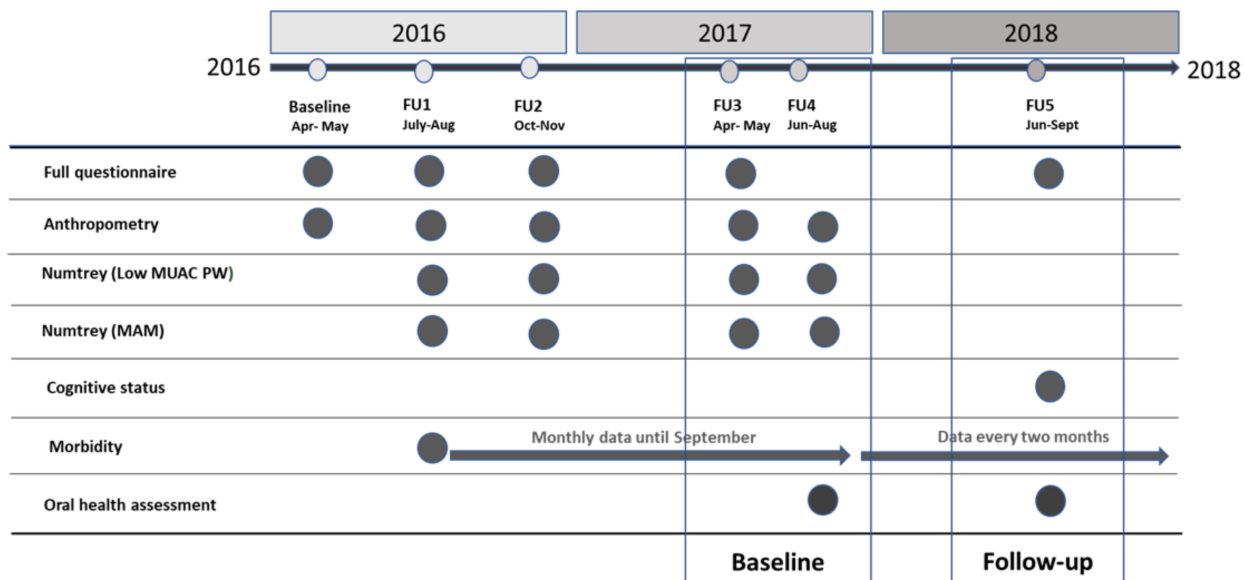 2016 2017 2018
2016 2018
Baseline FU1 FU2 FU3 FU4 FU5
Apr- May July-Aug Oct-Nov Apr- May Jun-Aug Jun-Sept
Full questionnaire
Anthropometry
Numtrey (Low MUAC PW)
Numtrey (MAM)
Cognitive status
Morbidity Monthly data until September Data every two months
Oral health assessment
Baseline Follow-up